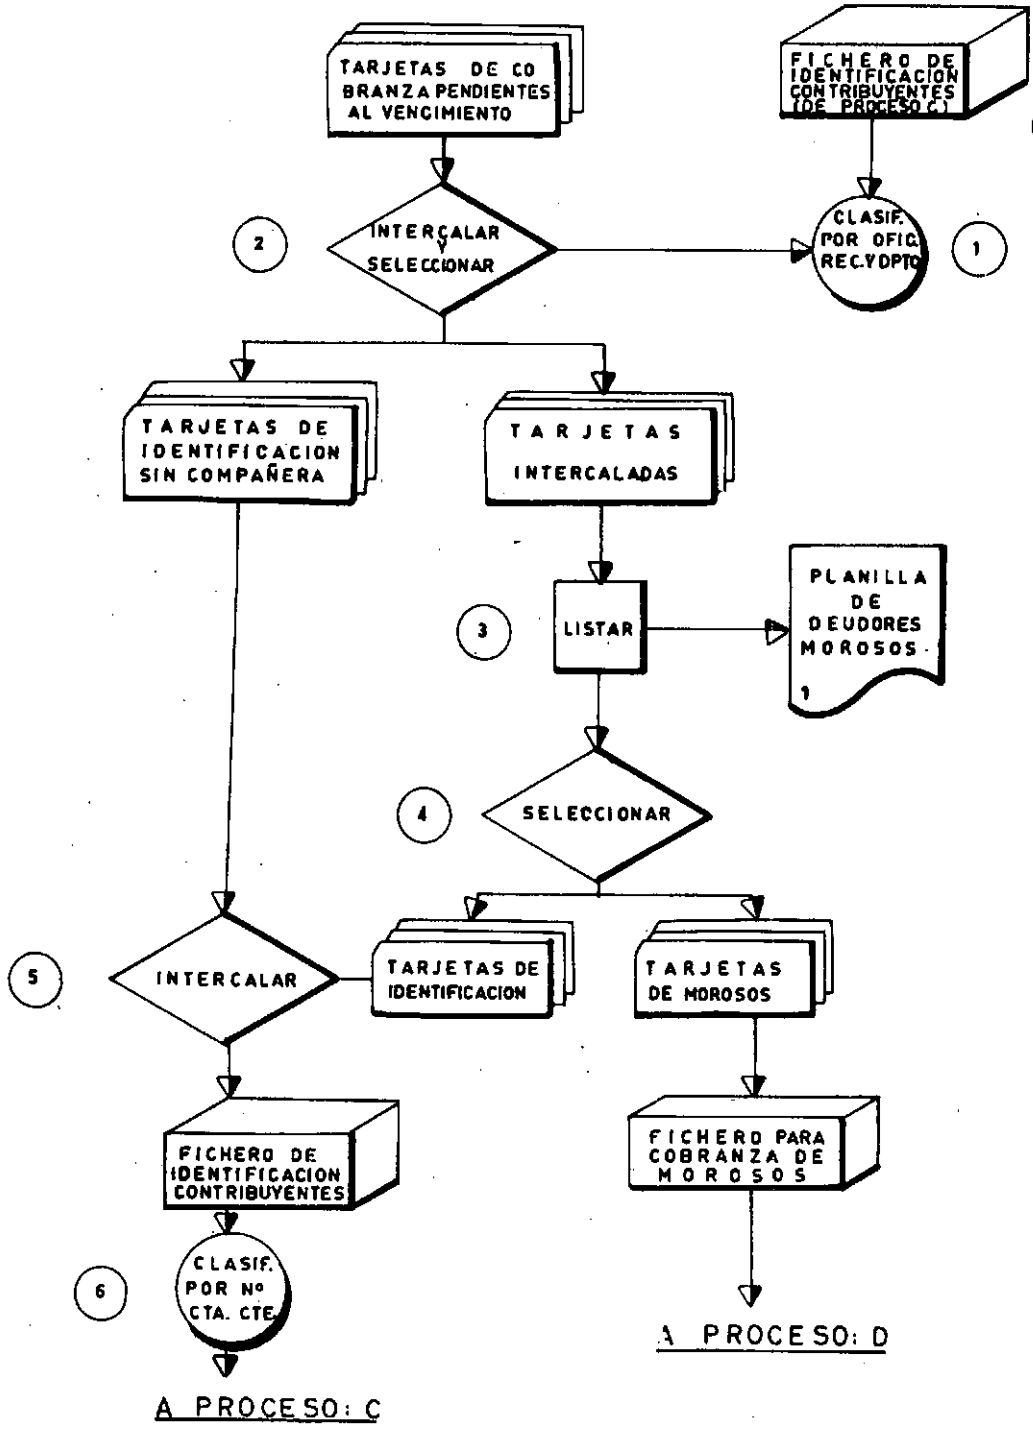 TARJETAS DE CO
BRANZA PENDIENTES
AL VENCIMIENTO
FICHERO DE
IDENTIFICACION
CONTRIBUYENTES
(DE PROCESO C)
2
INTERCALAR
Y
SELECCIONAR
CLASIF.
POR OFIC.
REC.Y DPTO
1
TARJETAS DE
IDENTIFICACION
SIN COMPAÑERA
TARJETAS
INTERCALADAS
3
LISTAR
PLANILLA
DE
DEUDORES
MOROSOS.
1
4
SELECCIONAR
5
INTERCALAR
TARJETAS DE
IDENTIFICACION
TARJETAS
DE MOROSOS
FICHERO DE
IDENTIFICACION
CONTRIBUYENTES
FICHERO PARA
COBRANZA DE
MOROSOS
6
CLASIF.
POR Nº
CTA. CTE.
A PROCESO: D
A PROCESO: C